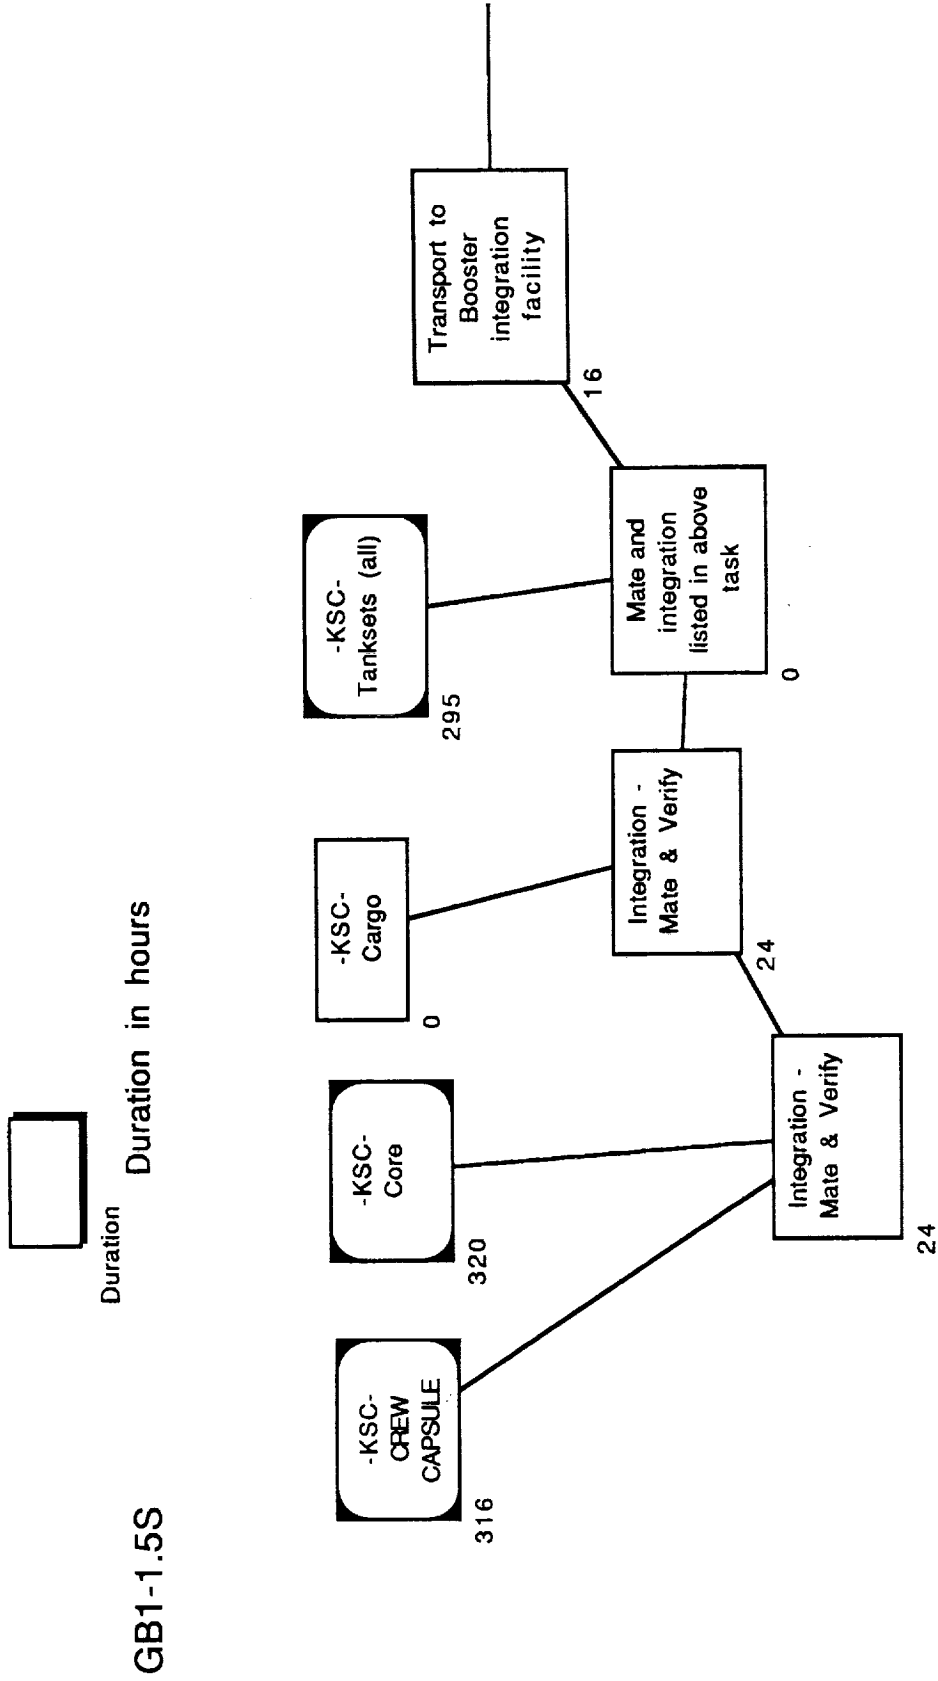 GB1-1.5S
Duration
Duration in hours
-KSC-
CREW
CAPSULE
316
-KSC-
Core
320
-KSC-
Cargo
0
-KSC-
Tanksets (all)
295
Integration -
Mate & Verify
24
Integration -
Mate & Verify
24
Mate and
integration
listed in above
task
0
Transport to
Booster
integration
facility
16